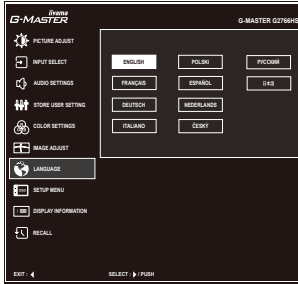 iiyama
G-MASTER
G-MASTER G2766HS
PICTURE ADJUST
INPUT SELECT
AUDIO SETTINGS
STORE USER SETTING
COLOR SETTINGS
IMAGE ADJUST
LANGUAGE
SETUP MENU
DISPLAY INFORMATION
RECALL
ENGLISH
POLSKI
РУССКИЙ
FRANÇAIS
ESPAÑOL
日本語
DEUTSCH
NEDERLANDS
ITALIANO
ČESKÝ
EXIT :
SELECT : / PUSH